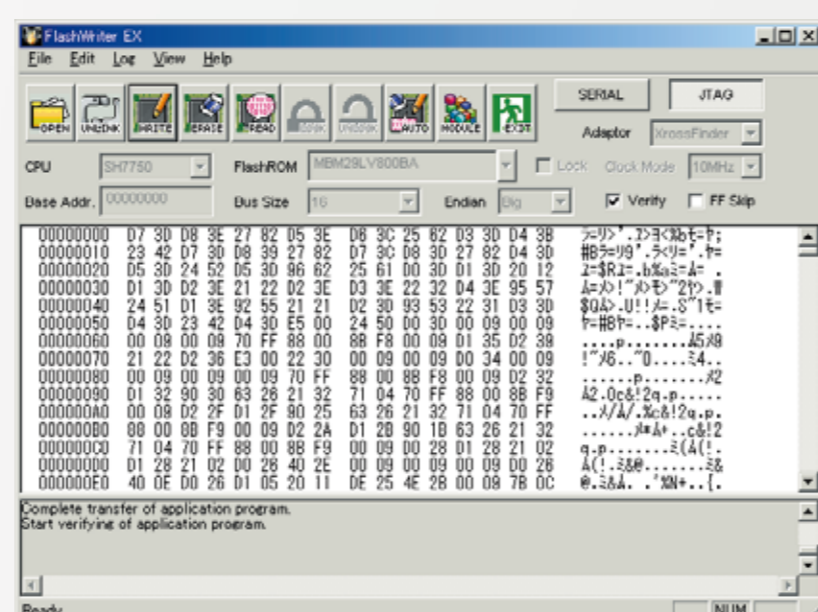 FlashWriter EX
File Edit Log View Help
OPEN UNLINK WRITE ERASE READ LOCK UNLOCK AUTO MODULE EXIT
SERIAL JTAG
Adaptor XrossFinder
CPU SH7750 FlashROM MBM29LV800BA Lock Clock Mode 10MHz
Base Addr. 00000000 Bus Size 16 Endian Big Verify FF Skip
00000000 D7 3D D8 3E 27 82 D5 3E D6 3C 25 62 D3 3D D4 3B
00000010 23 42 D7 3D D8 39 27 82 D7 3C D8 3D 27 82 D4 3D
00000020 D5 3D 24 52 D5 3D 96 62 25 61 D0 3D D1 3D 20 12
00000030 D1 3D D2 3E 21 22 D2 3E D3 3E 22 32 D4 3E 95 57
00000040 24 51 D1 3E 92 55 21 21 D2 3D 93 53 22 31 D3 3D
00000050 D4 3D 23 42 D4 3D E5 00 24 50 D0 3D 00 09 00 09
00000060 00 09 00 09 70 FF 88 00 8B F8 00 09 D1 35 D2 39
00000070 21 22 D2 36 E3 00 22 30 00 09 00 09 D0 34 00 09
00000080 00 09 00 09 00 09 70 FF 88 00 8B F8 00 09 D2 32
00000090 D1 32 90 30 63 26 21 32 71 04 70 FF 88 00 8B F9
000000A0 00 09 D2 2F D1 2F 90 25 63 26 21 32 71 04 70 FF
000000B0 88 00 8B F9 00 09 D2 2A D1 2B 90 1B 63 26 21 32
000000C0 71 04 70 FF 88 00 8B F9 00 09 D0 28 D1 28 21 02
000000D0 D1 28 21 02 D0 26 40 2E 00 09 00 09 00 09 D0 26
000000E0 40 0E D0 26 D1 05 20 11 DE 25 4E 2B 00 09 7B 0C
Complete transfer of application program.
Start verifying of application program.
Ready NUM